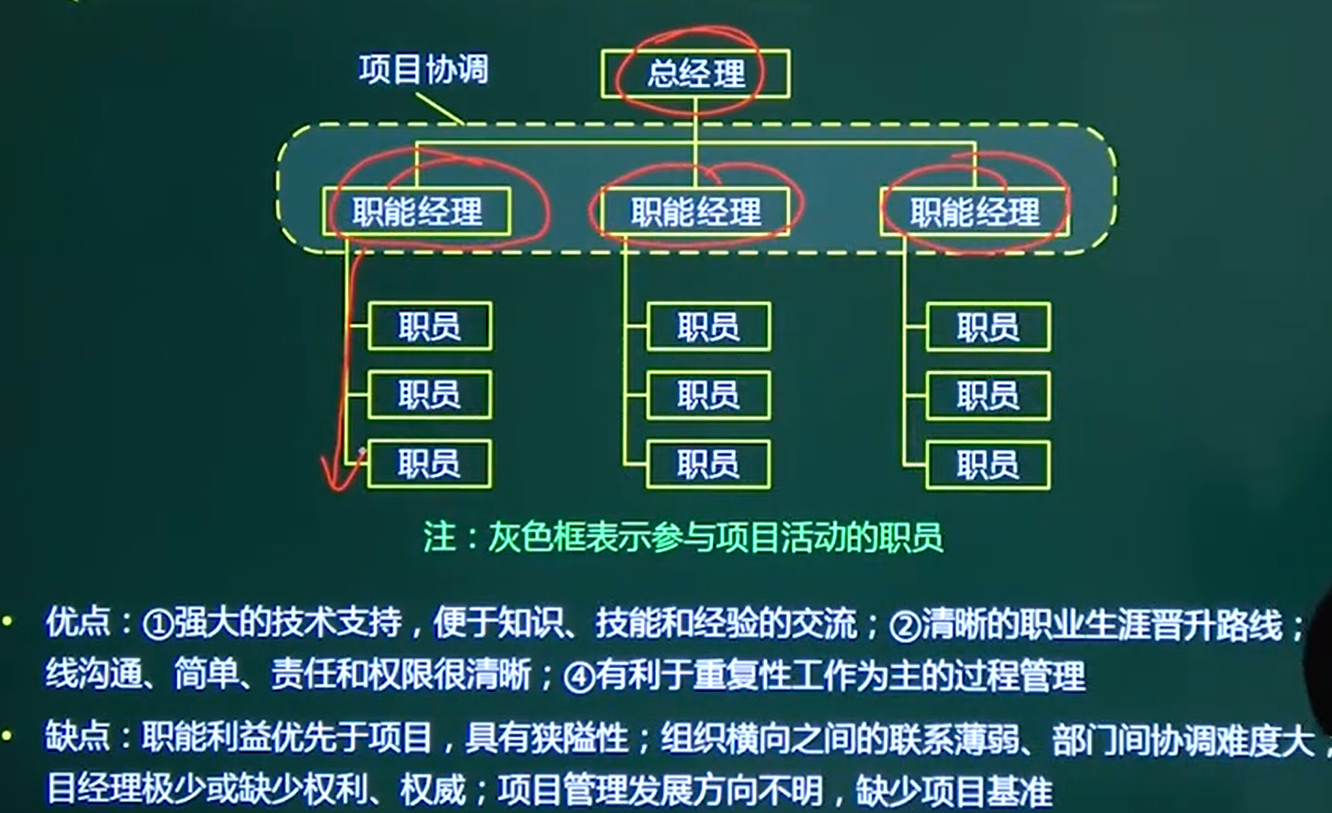 总经理
项目协调
职能经理 职能经理 职能经理
职员 职员 职员
职员 职员 职员
职员 职员 职员
注：灰色框表示参与项目活动的职员
• 优点：①强大的技术支持，便于知识、技能和经验的交流；②清晰的职业生涯晋升路线；
线沟通、简单、责任和权限很清晰；④有利于重复性工作为主的过程管理
• 缺点：职能利益优先于项目，具有狭隘性；组织横向之间的联系薄弱、部门间协调难度大，
目经理极少或缺少权利、权威；项目管理发展方向不明，缺少项目基准